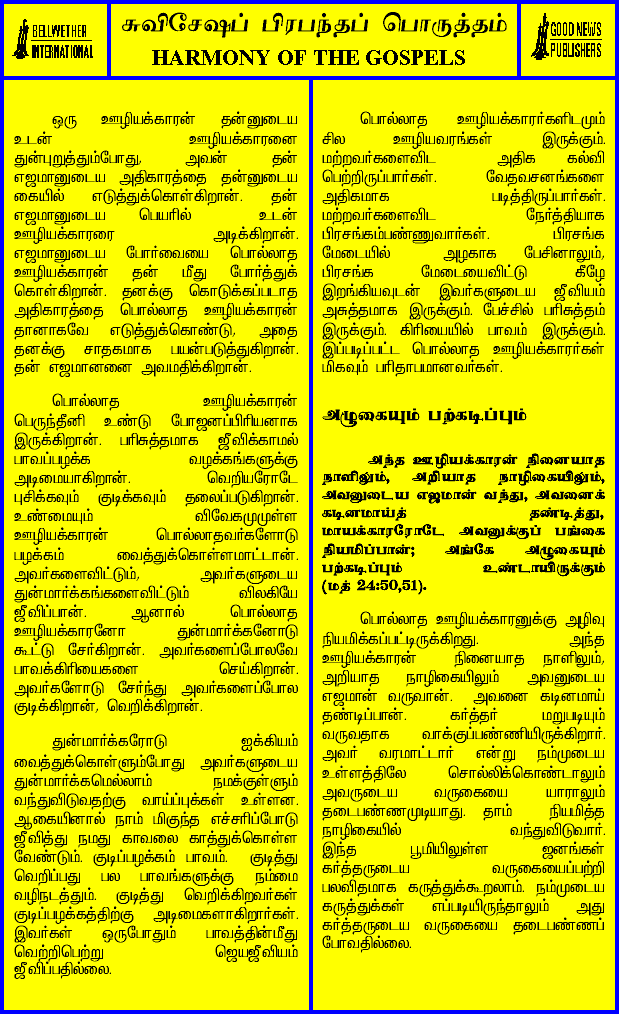 BELLWETHER
INTERNATIONAL
சுவிசேஷப் பிரபந்தப் பொருத்தம்
HARMONY OF THE GOSPELS
GOOD NEWS
PUBLISHERS
ஒரு ஊழியக்காரன் தன்னுடைய
உடன் ஊழியக்காரனை
துன்புறுத்தும்போது, அவன் தன்
எஜமானுடைய அதிகாரத்தை தன்னுடைய
கையில் எடுத்துக்கொள்கிறான். தன்
எஜமானுடைய பெயரில் உடன்
ஊழியக்காரரை அடிக்கிறான்.
எஜமானுடைய போர்வையை பொல்லாத
ஊழியக்காரன் தன் மீது போர்த்துக்
கொள்கிறான். தனக்கு கொடுக்கப்படாத
அதிகாரத்தை பொல்லாத ஊழியக்காரன்
தானாகவே எடுத்துக்கொண்டு, அதை
தனக்கு சாதகமாக பயன்படுத்துகிறான்.
தன் எஜமானனை அவமதிக்கிறான்.
பொல்லாத ஊழியக்காரன்
பெருந்தீனி உண்டு போஜனப்பிரியனாக
இருக்கிறான். பரிசுத்தமாக ஜீவிக்காமல்
பாவப்பழக்க வழக்கங்களுக்கு
அடிமையாகிறான். வெறியரோடே
புசிக்கவும் குடிக்கவும் தலைப்படுகிறான்.
உண்மையும் விவேகமுமுள்ள
ஊழியக்காரன் பொல்லாதவர்களோடு
பழக்கம் வைத்துக்கொள்ளமாட்டான்.
அவர்களைவிட்டும், அவர்களுடைய
துன்மார்க்கங்களைவிட்டும் விலகியே
ஜீவிப்பான். ஆனால் பொல்லாத
ஊழியக்காரனோ துன்மார்க்கனோடு
கூட்டு சேர்கிறான். அவர்களைப்போலவே
பாவக்கிரியைகளை செய்கிறான்.
அவர்களோடு சேர்ந்து அவர்களைப்போல
குடிக்கிறான், வெறிக்கிறான்.
துன்மார்க்கரோடு ஐக்கியம்
வைத்துக்கொள்ளும்போது அவர்களுடைய
துன்மார்க்கமெல்லாம் நமக்குள்ளும்
வந்துவிடுவதற்கு வாய்ப்புக்கள் உள்ளன.
ஆகையினால் நாம் மிகுந்த எச்சரிப்போடு
ஜீவித்து நமது காவலை காத்துக்கொள்ள
வேண்டும். குடிப்பழக்கம் பாவம். குடித்து
வெறிப்பது பல பாவங்களுக்கு நம்மை
வழிநடத்தும். குடித்து வெறிக்கிறவர்கள்
குடிப்பழக்கத்திற்கு அடிமைகளாகிறார்கள்.
இவர்கள் ஒருபோதும் பாவத்தின்மீது
வெற்றிபெற்று ஜெயஜீவியம்
ஜீவிப்பதில்லை.
பொல்லாத ஊழியக்காரர்களிடமும்
சில ஊழியவரங்கள் இருக்கும்.
மற்றவர்களைவிட அதிக கல்வி
பெற்றிருப்பார்கள். வேதவசனங்களை
அதிகமாக படித்திருப்பார்கள்.
மற்றவர்களைவிட நேர்த்தியாக
பிரசங்கம்பண்ணுவார்கள். பிரசங்க
மேடையில் அழகாக பேசினாலும்,
பிரசங்க மேடையைவிட்டு கீழே
இறங்கியவுடன் இவர்களுடைய ஜீவியம்
அசுத்தமாக இருக்கும். பேச்சில் பரிசுத்தம்
இருக்கும். கிரியையில் பாவம் இருக்கும்.
இப்படிப்பட்ட பொல்லாத ஊழியக்காரர்கள்
மிகவும் பரிதாபமானவர்கள்.
அழுகையும் பற்கடிப்பும்
அந்த ஊழியக்காரன் நினையாத
நாளிலும், அறியாத நாழிகையிலும்,
அவனுடைய எஜமான் வந்து, அவனைக்
கடினமாய்த் தண்டித்து,
மாயக்காரரோடே அவனுக்குப் பங்கை
நியமிப்பான்; அங்கே அழுகையும்
பற்கடிப்பும் உண்டாயிருக்கும்
(மத் 24:50,51).
பொல்லாத ஊழியக்காரனுக்கு அழிவு
நியமிக்கப்பட்டிருக்கிறது. அந்த
ஊழியக்காரன் நினையாத நாளிலும்,
அறியாத நாழிகையிலும் அவனுடைய
எஜமான் வருவான். அவனை கடினமாய்
தண்டிப்பான். கர்த்தர் மறுபடியும்
வருவதாக வாக்குப்பண்ணியிருக்கிறார்.
அவர் வரமாட்டார் என்று நம்முடைய
உள்ளத்திலே சொல்லிக்கொண்டாலும்
அவருடைய வருகையை யாராலும்
தடைபண்ணமுடியாது. தாம் நியமித்த
நாழிகையில் வந்துவிடுவார்.
இந்த பூமியிலுள்ள ஜனங்கள்
கர்த்தருடைய வருகையைப்பற்றி
பலவிதமாக கருத்துக்கூறலாம். நம்முடைய
கருத்துக்கள் எப்படியிருந்தாலும் அது
கர்த்தருடைய வருகையை தடைபண்ணப்
போவதில்லை.